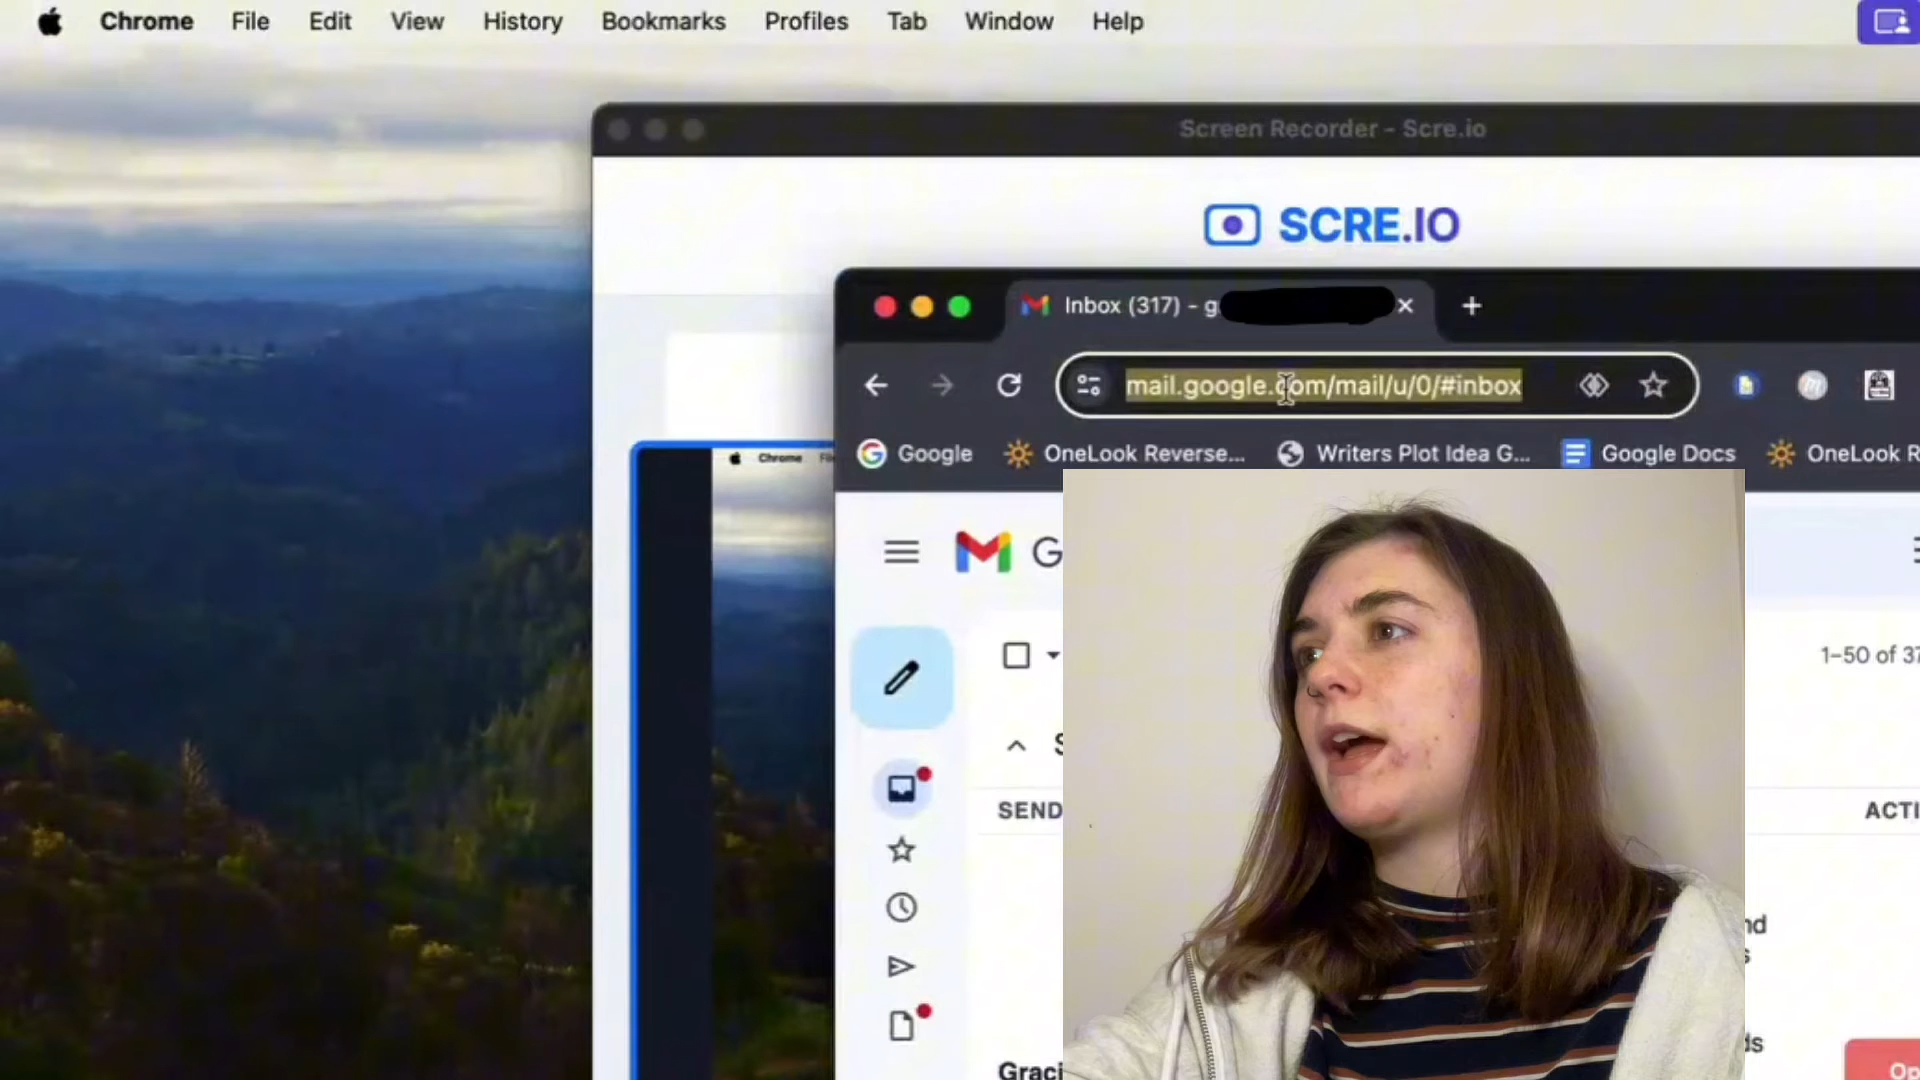 Chrome File Edit View History Bookmarks Profiles Tab Window Help
Screen Recorder - Scre.io
SCRE.IO
Inbox (317) - g
mail.google.com/mail/u/0/#inbox
Google OneLook Reverse... Writers Plot Idea G... Google Docs OneLook R
Chrome
G
1-50 of 37
SEND
ACTI
nd
s
ds
Graci
Op